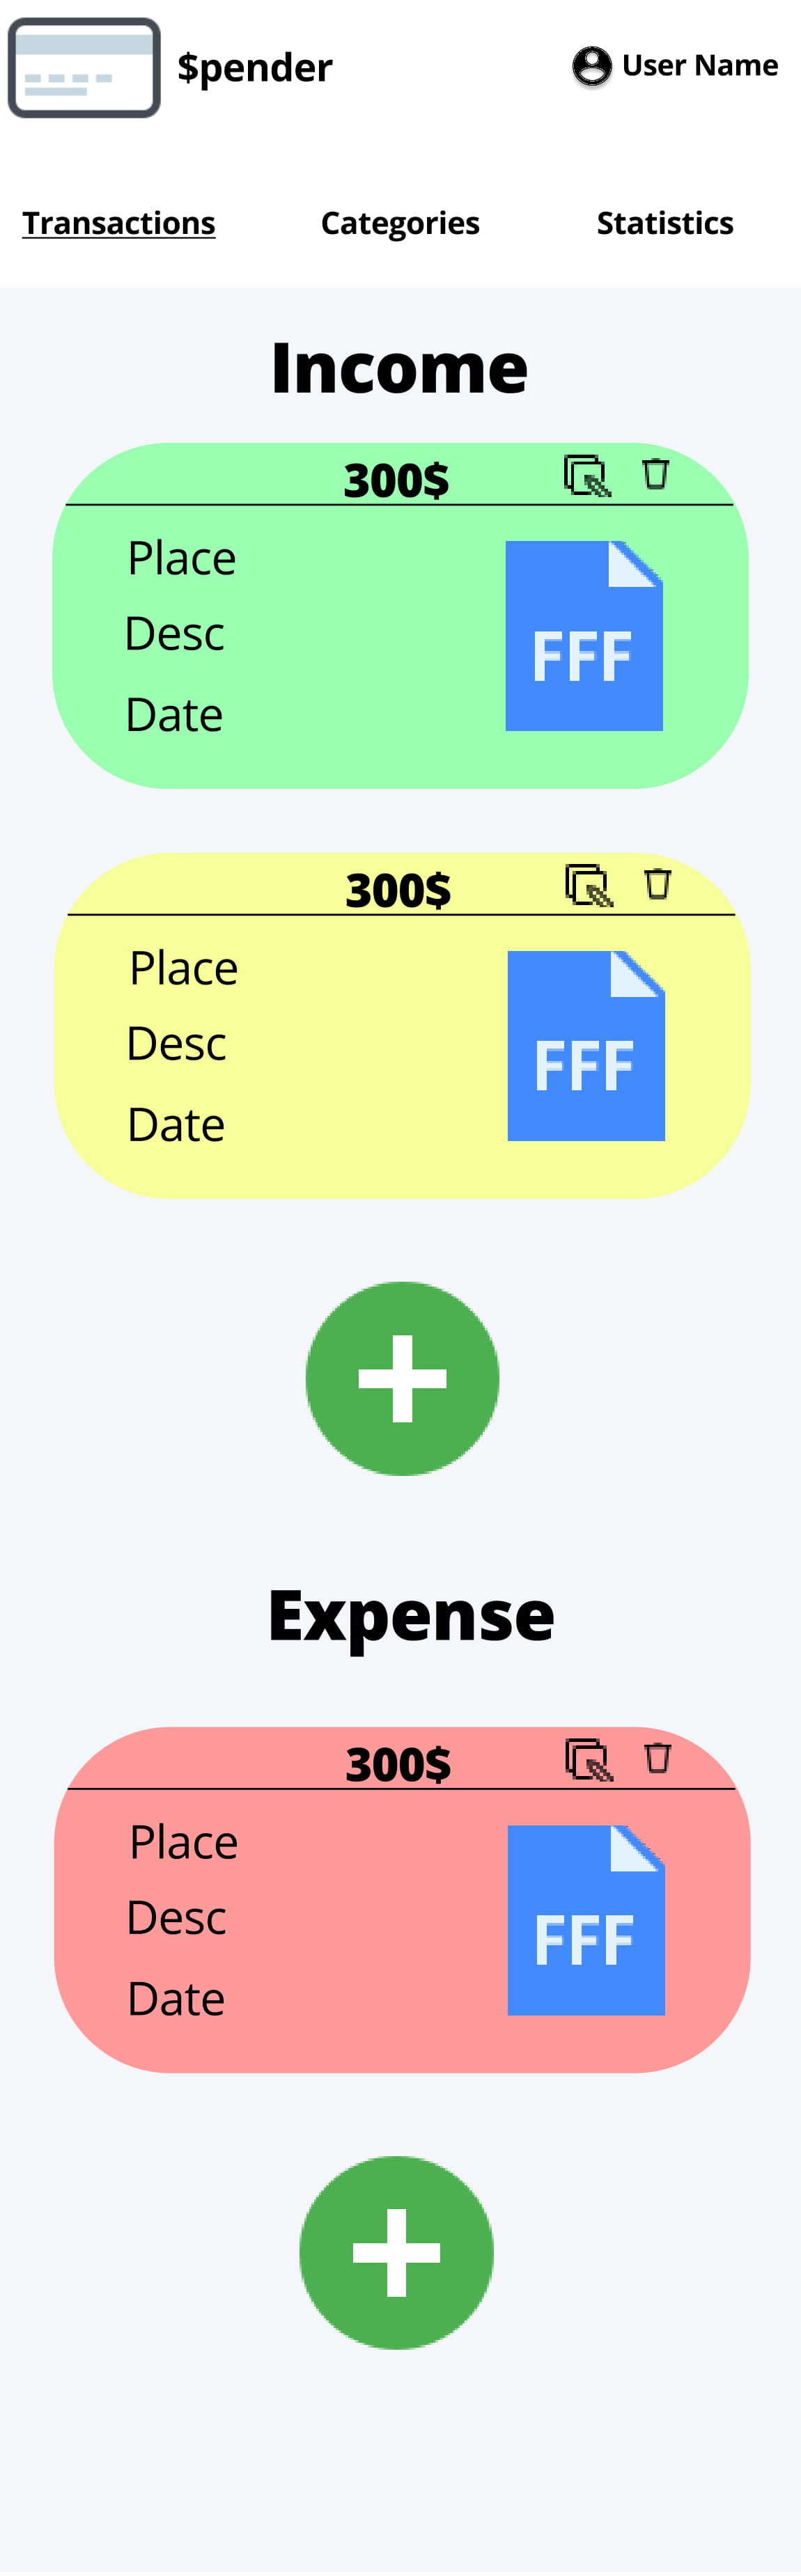 $pender
User Name
Transactions Categories Statistics
Income
300$
Place
Desc
Date
FFF
300$
Place
Desc
Date
FFF
Expense
300$
Place
Desc
Date
FFF